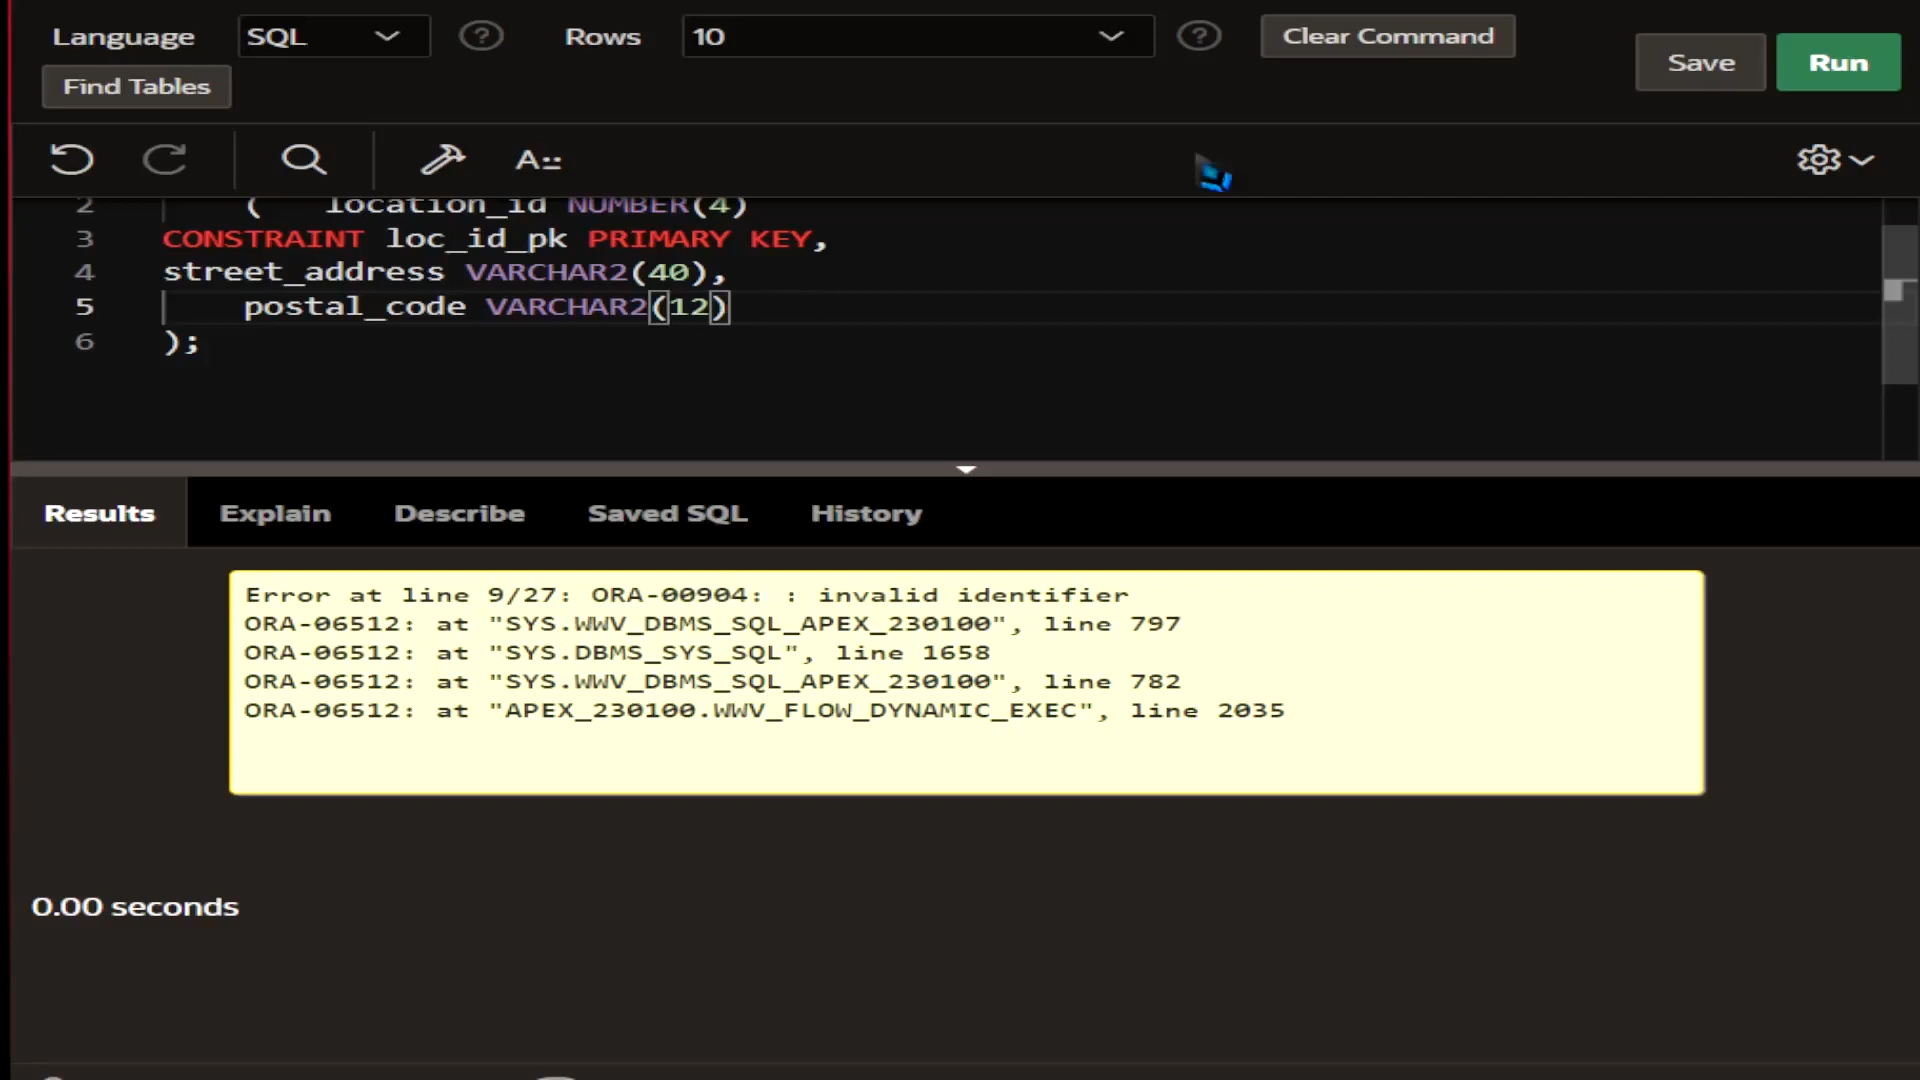 Language SQL ? Rows 10 ? Clear Command
Save Run
Find Tables
A::
2 ( location_id NUMBER(4)
3 CONSTRAINT loc_id_pk PRIMARY KEY,
4 street_address VARCHAR2(40),
5 postal_code VARCHAR2(12)
6 );
Results Explain Describe Saved SQL History
Error at line 9/27: ORA-00904: : invalid identifier
ORA-06512: at "SYS.WWV_DBMS_SQL_APEX_230100", line 797
ORA-06512: at "SYS.DBMS_SYS_SQL", line 1658
ORA-06512: at "SYS.WWV_DBMS_SQL_APEX_230100", line 782
ORA-06512: at "APEX_230100.WWV_FLOW_DYNAMIC_EXEC", line 2035
0.00 seconds